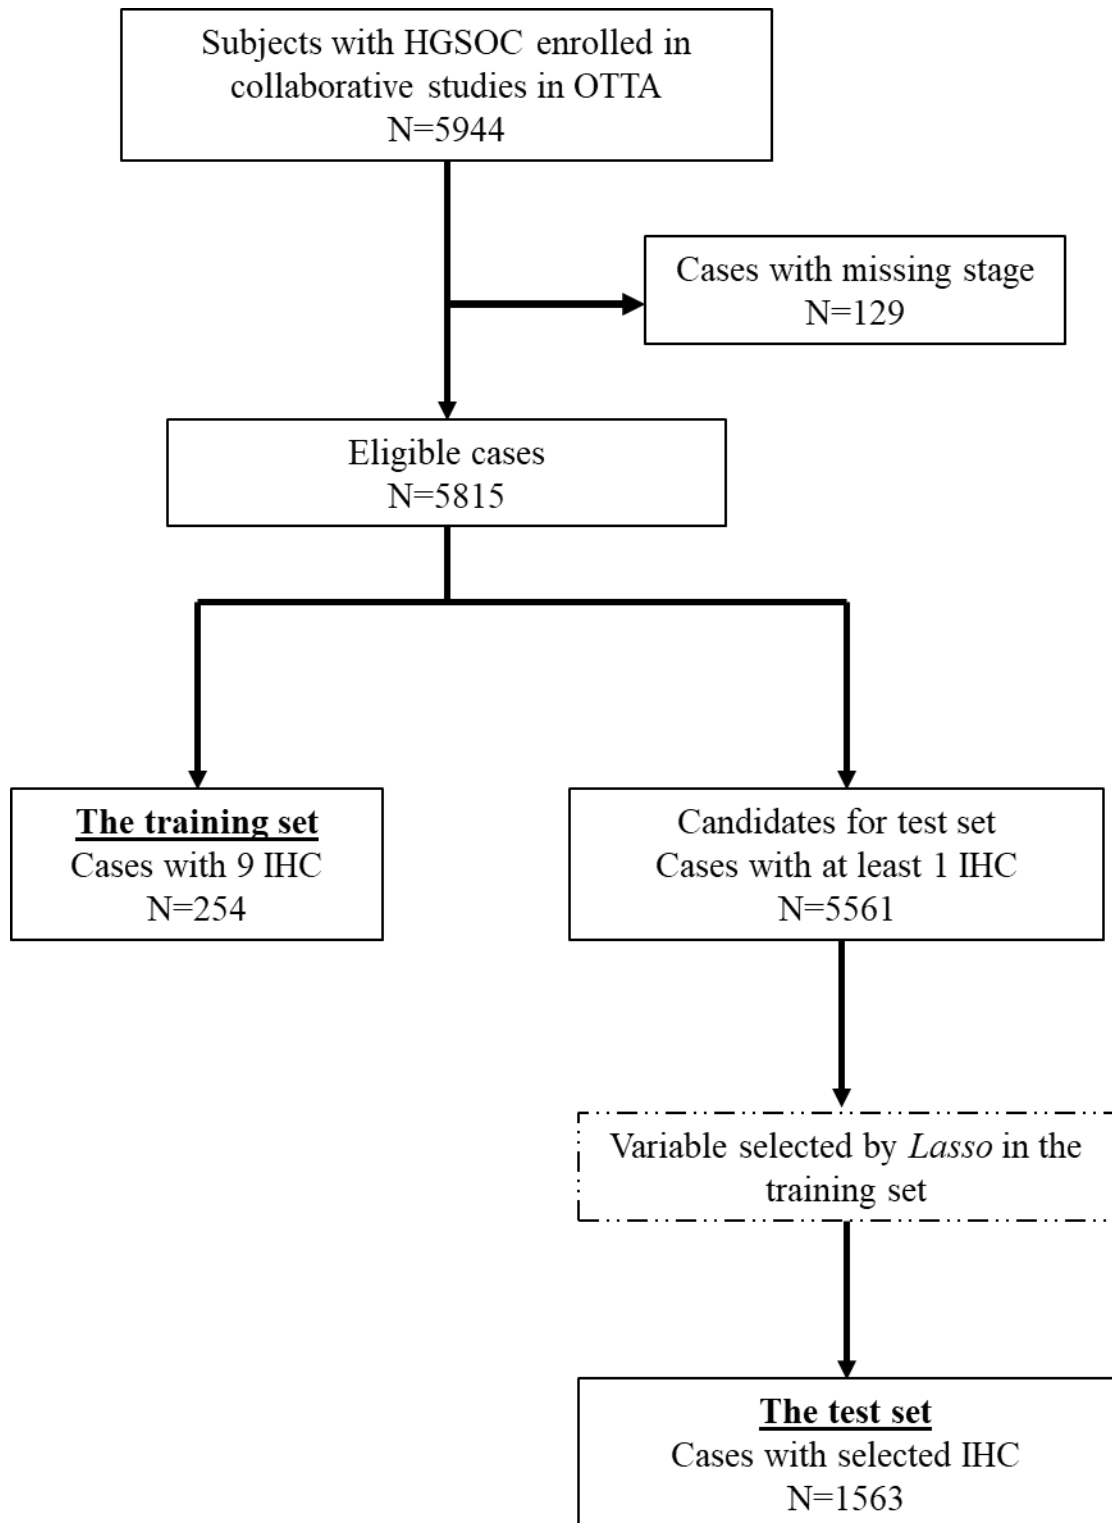 Subjects with HGSOC enrolled in
collaborative studies in OTTA
N=5944
Cases with missing stage
N=129
Eligible cases
N=5815
The training set
Cases with 9 IHC
N=254
Candidates for test set
Cases with at least 1 IHC
N=5561
Variable selected by Lasso in the
training set
The test set
Cases with selected IHC
N=1563